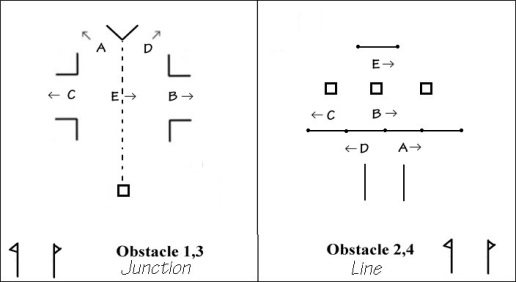 A D
← C E → B →
Obstacle 1,3
Junction
E →
← C B →
← D A →
Obstacle 2,4
Line